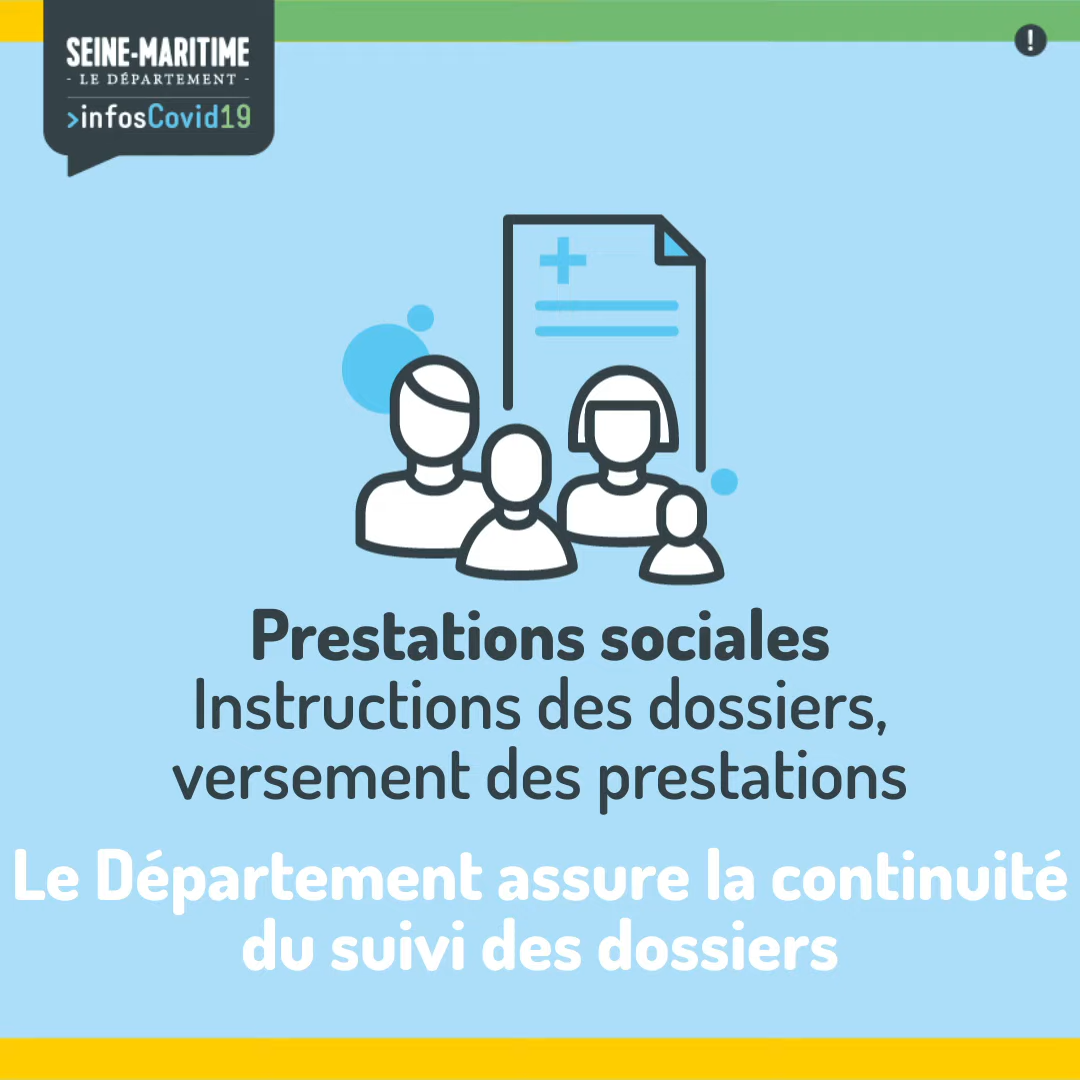 SEINE-MARITIME
- LE DÉPARTEMENT -
>infosCovid19
!
Prestations sociales
Instructions des dossiers,
versement des prestations
Le Département assure la continuité
du suivi des dossiers